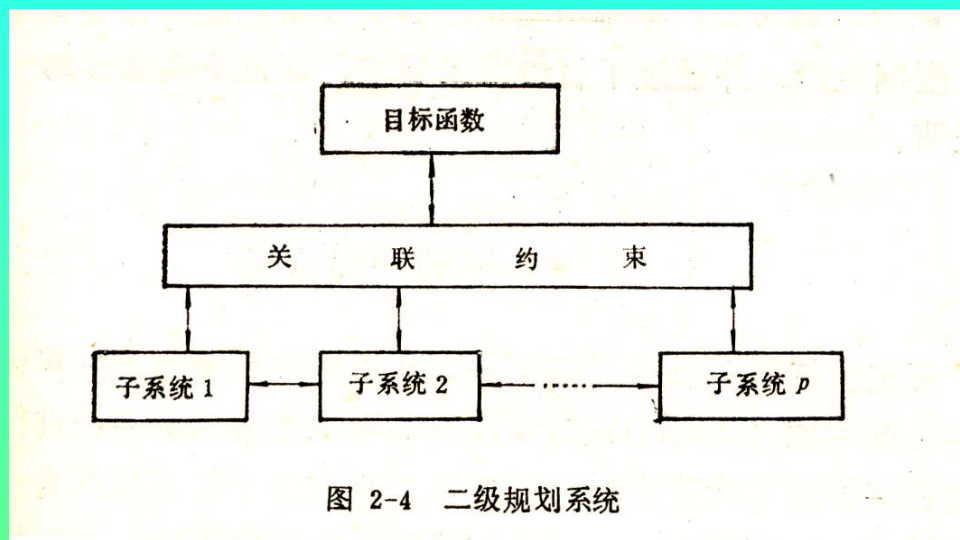 目标函数
关 联 约 束
子系统 1
子系统 2
.....
子系统 p
图 2-4 二级规划系统